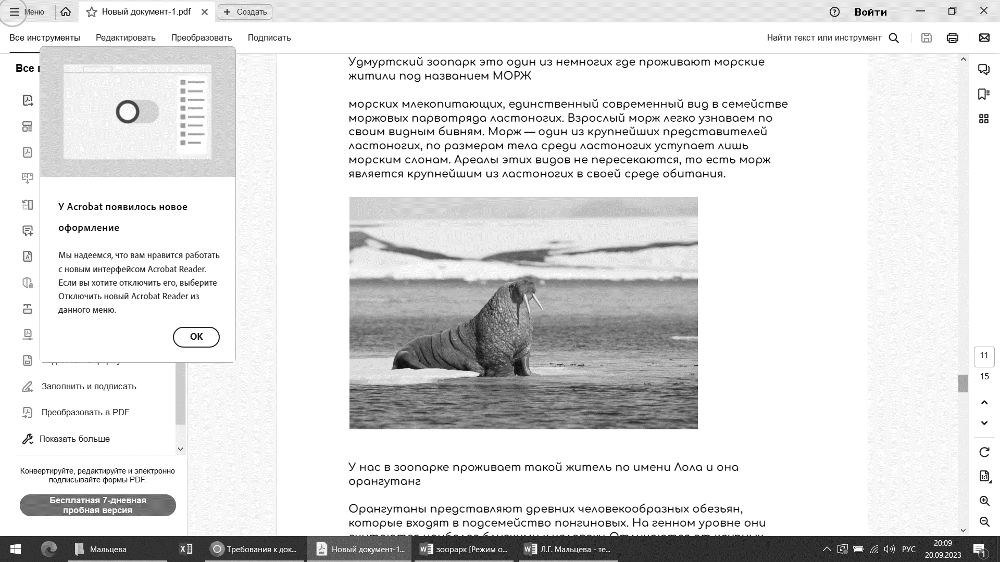 Меню
Новый документ-1.pdf
Создать
Войти
Все инструменты
Редактировать
Преобразовать
Подписать
Найти текст или инструмент
Все
У Acrobat появилось новое
оформление
Мы надеемся, что вам нравится работать
с новым интерфейсом Acrobat Reader.
Если вы хотите отключить его, выберите
Отключить новый Acrobat Reader из
данного меню.
ОК
Заполнить и подписать
Преобразовать в PDF
Показать больше
Конвертируйте, редактируйте и электронно
подписывайте формы PDF.
Бесплатная 7-дневная
пробная версия
Удмуртский зоопарк это один из немногих где проживают морские
житили под названием МОРЖ
морских млекопитающих, единственный современный вид в семействе
моржовых парвотряда ластоногих. Взрослый морж легко узнаваем по
своим видным бивням. Морж — один из крупнейших представителей
ластоногих, по размерам тела среди ластоногих уступает лишь
морским слонам. Ареалы этих видов не пересекаются, то есть морж
является крупнейшим из ластоногих в своей среде обитания.
У нас в зоопарке проживает такой житель по имени Лола и она
орангутанг
Орангутаны представляют древних человекообразных обезьян,
которые входят в подсемейство понгиновых. На генном уровне они
11
15
1:1
Мальцева
Требования к док...
Новый документ-1...
зоорарк [Режим о...
Л.Г. Мальцева - те...
РУС
20:09
20.09.2023
1